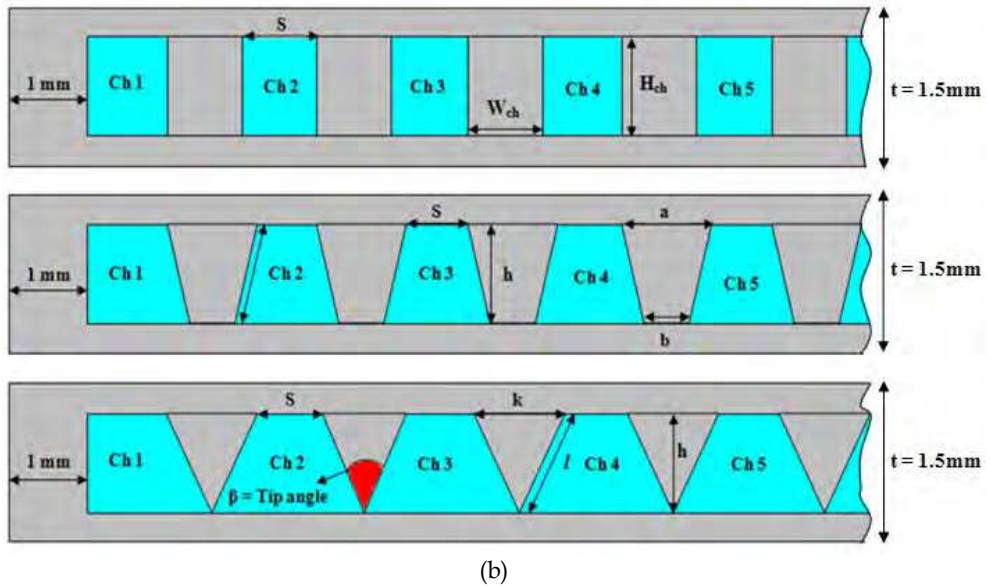 S
1 mm
Ch 1
Ch 2
Ch 3
Ch 4
Ch 5
W_ch
H_ch
t = 1.5mm
S
a
1 mm
Ch 1
Ch 2
Ch 3
h
Ch 4
Ch 5
b
t = 1.5mm
S
k
1 mm
Ch 1
Ch 2
Ch 3
l
Ch 4
h
Ch 5
β = Tip angle
t = 1.5mm
(b)